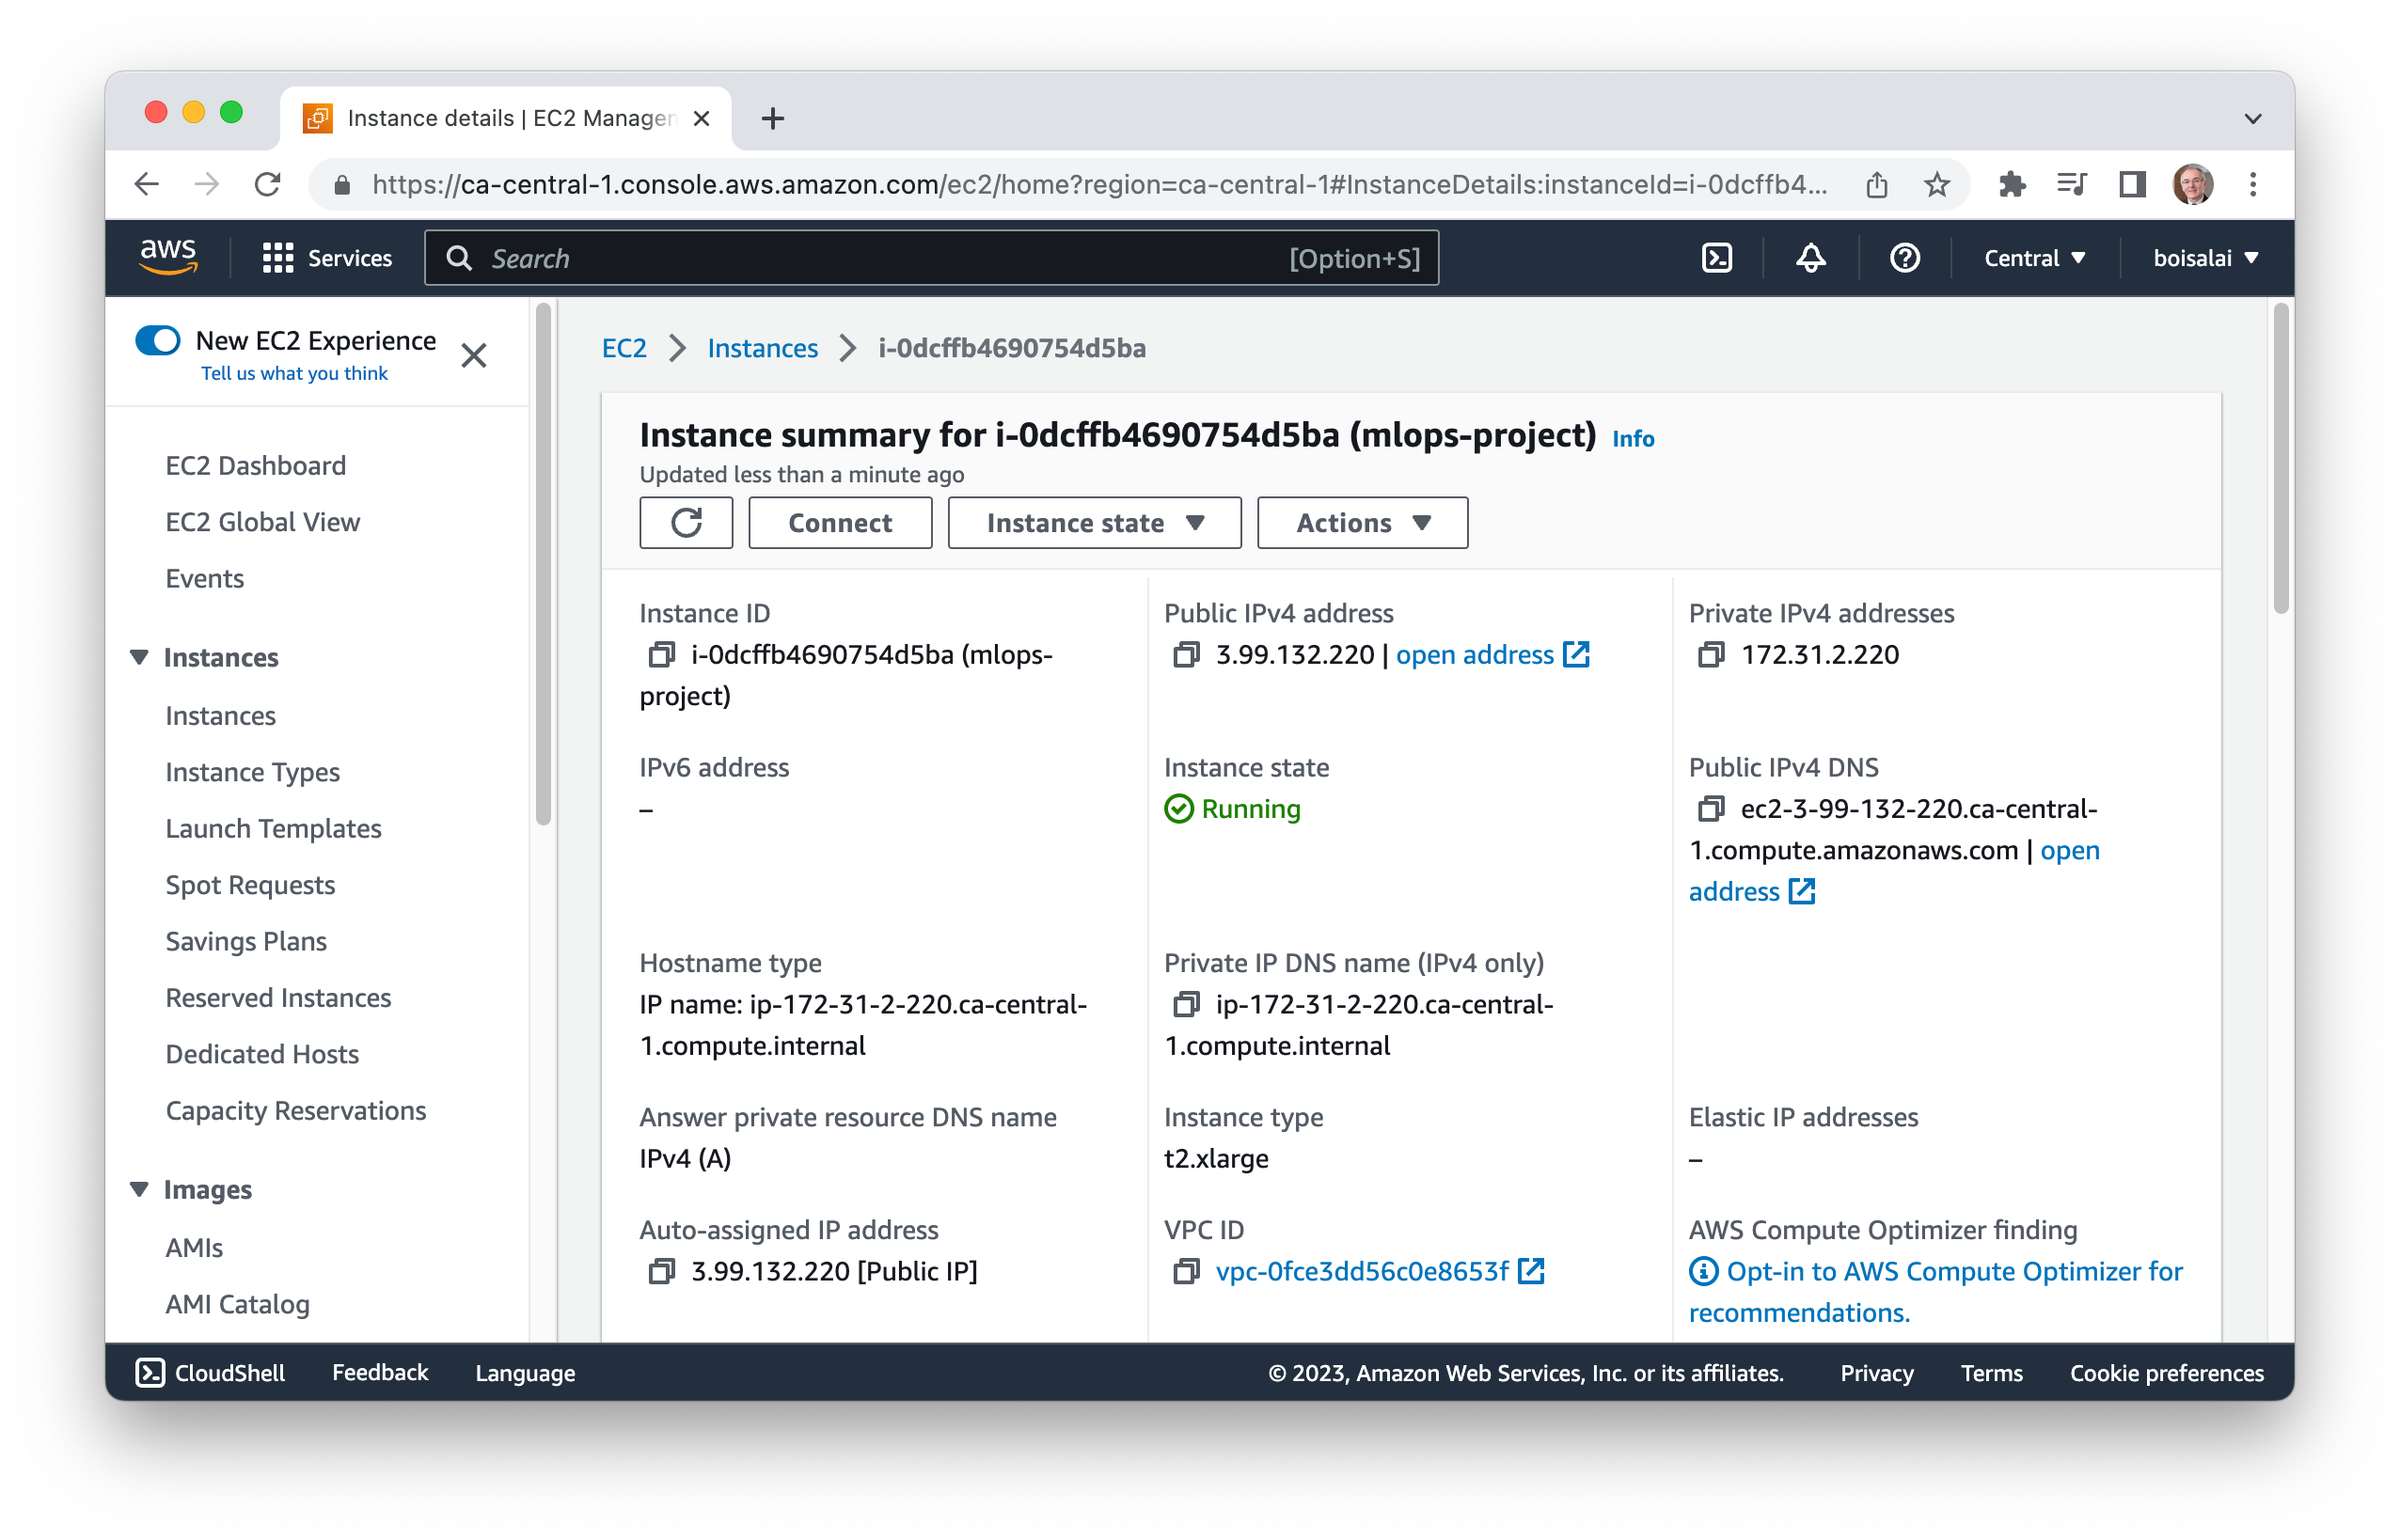 Instance details | EC2 Managen
https://ca-central-1.console.aws.amazon.com/ec2/home?region=ca-central-1#InstanceDetails:instanceId=i-0dcffb4...
aws
Services
Search
[Option+S]
Central
boisalai
New EC2 Experience
Tell us what you think
EC2 Dashboard
EC2 Global View
Events
Instances
Instances
Instance Types
Launch Templates
Spot Requests
Savings Plans
Reserved Instances
Dedicated Hosts
Capacity Reservations
Images
AMIs
AMI Catalog
EC2
Instances
i-0dcffb4690754d5ba
Instance summary for i-0dcffb4690754d5ba (mlops-project) Info
Updated less than a minute ago
Connect
Instance state
Actions
Instance ID
i-0dcffb4690754d5ba (mlops-
project)
Public IPv4 address
3.99.132.220 | open address
Private IPv4 addresses
172.31.2.220
IPv6 address
–
Instance state
Running
Public IPv4 DNS
ec2-3-99-132-220.ca-central-
1.compute.amazonaws.com | open
address
Hostname type
IP name: ip-172-31-2-220.ca-central-
1.compute.internal
Private IP DNS name (IPv4 only)
ip-172-31-2-220.ca-central-
1.compute.internal
Answer private resource DNS name
IPv4 (A)
Instance type
t2.xlarge
Elastic IP addresses
–
Auto-assigned IP address
3.99.132.220 [Public IP]
VPC ID
vpc-0fce3dd56c0e8653f
AWS Compute Optimizer finding
Opt-in to AWS Compute Optimizer for
recommendations.
CloudShell
Feedback
Language
© 2023, Amazon Web Services, Inc. or its affiliates.
Privacy
Terms
Cookie preferences